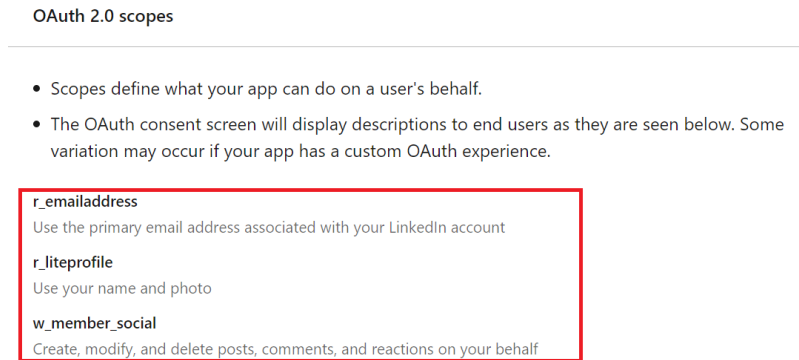 OAuth 2.0 scopes
Scopes define what your app can do on a user's behalf.
The OAuth consent screen will display descriptions to end users as they are seen below. Some
variation may occur if your app has a custom OAuth experience.
r_emailaddress
Use the primary email address associated with your LinkedIn account
r_liteprofile
Use your name and photo
w_member_social
Create, modify, and delete posts, comments, and reactions on your behalf